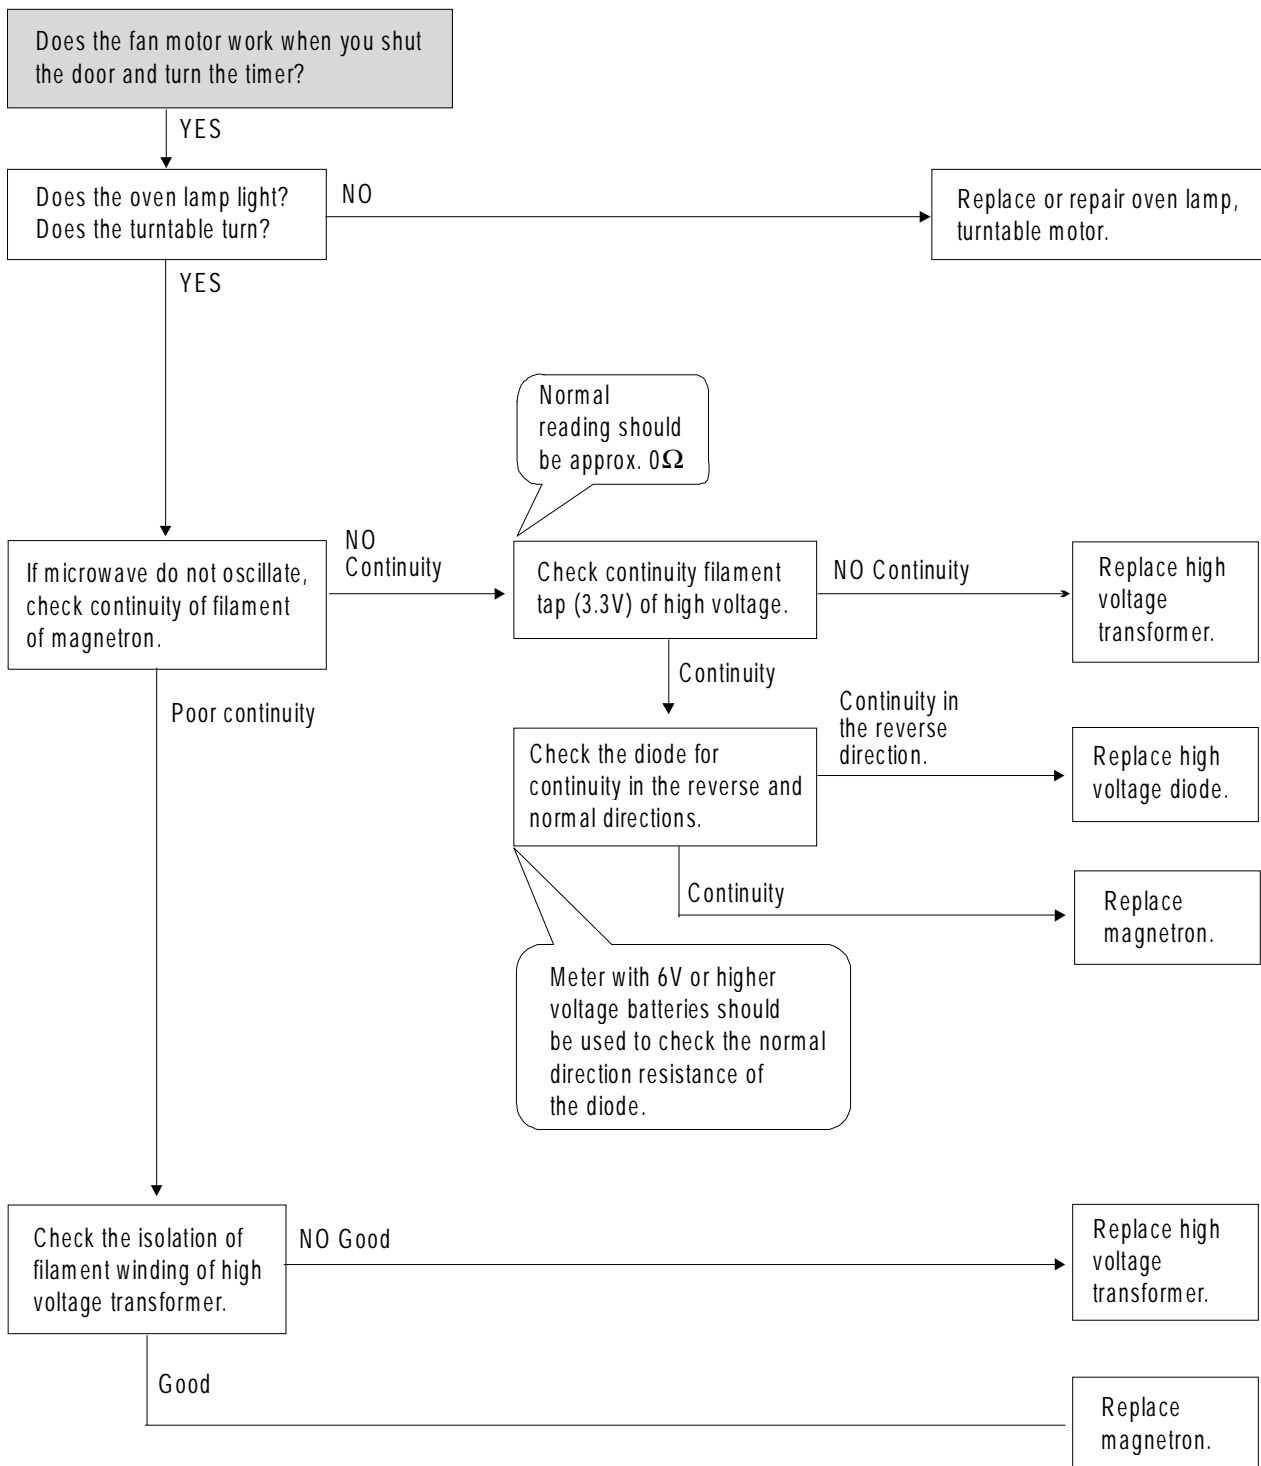 Does the fan motor work when you shut
the door and turn the timer?
YES
Does the oven lamp light?
Does the turntable turn?
NO
Replace or repair oven lamp,
turntable motor.
YES
Normal
reading should
be approx. 0Ω
If microwave do not oscillate,
check continuity of filament
of magnetron.
NO
Continuity
Check continuity filament
tap (3.3V) of high voltage.
NO Continuity
Replace high
voltage
transformer.
Continuity
Poor continuity
Check the diode for
continuity in the reverse and
normal directions.
Continuity in
the reverse
direction.
Replace high
voltage diode.
Continuity
Replace
magnetron.
Meter with 6V or higher
voltage batteries should
be used to check the normal
direction resistance of
the diode.
Check the isolation of
filament winding of high
voltage transformer.
NO Good
Replace high
voltage
transformer.
Good
Replace
magnetron.